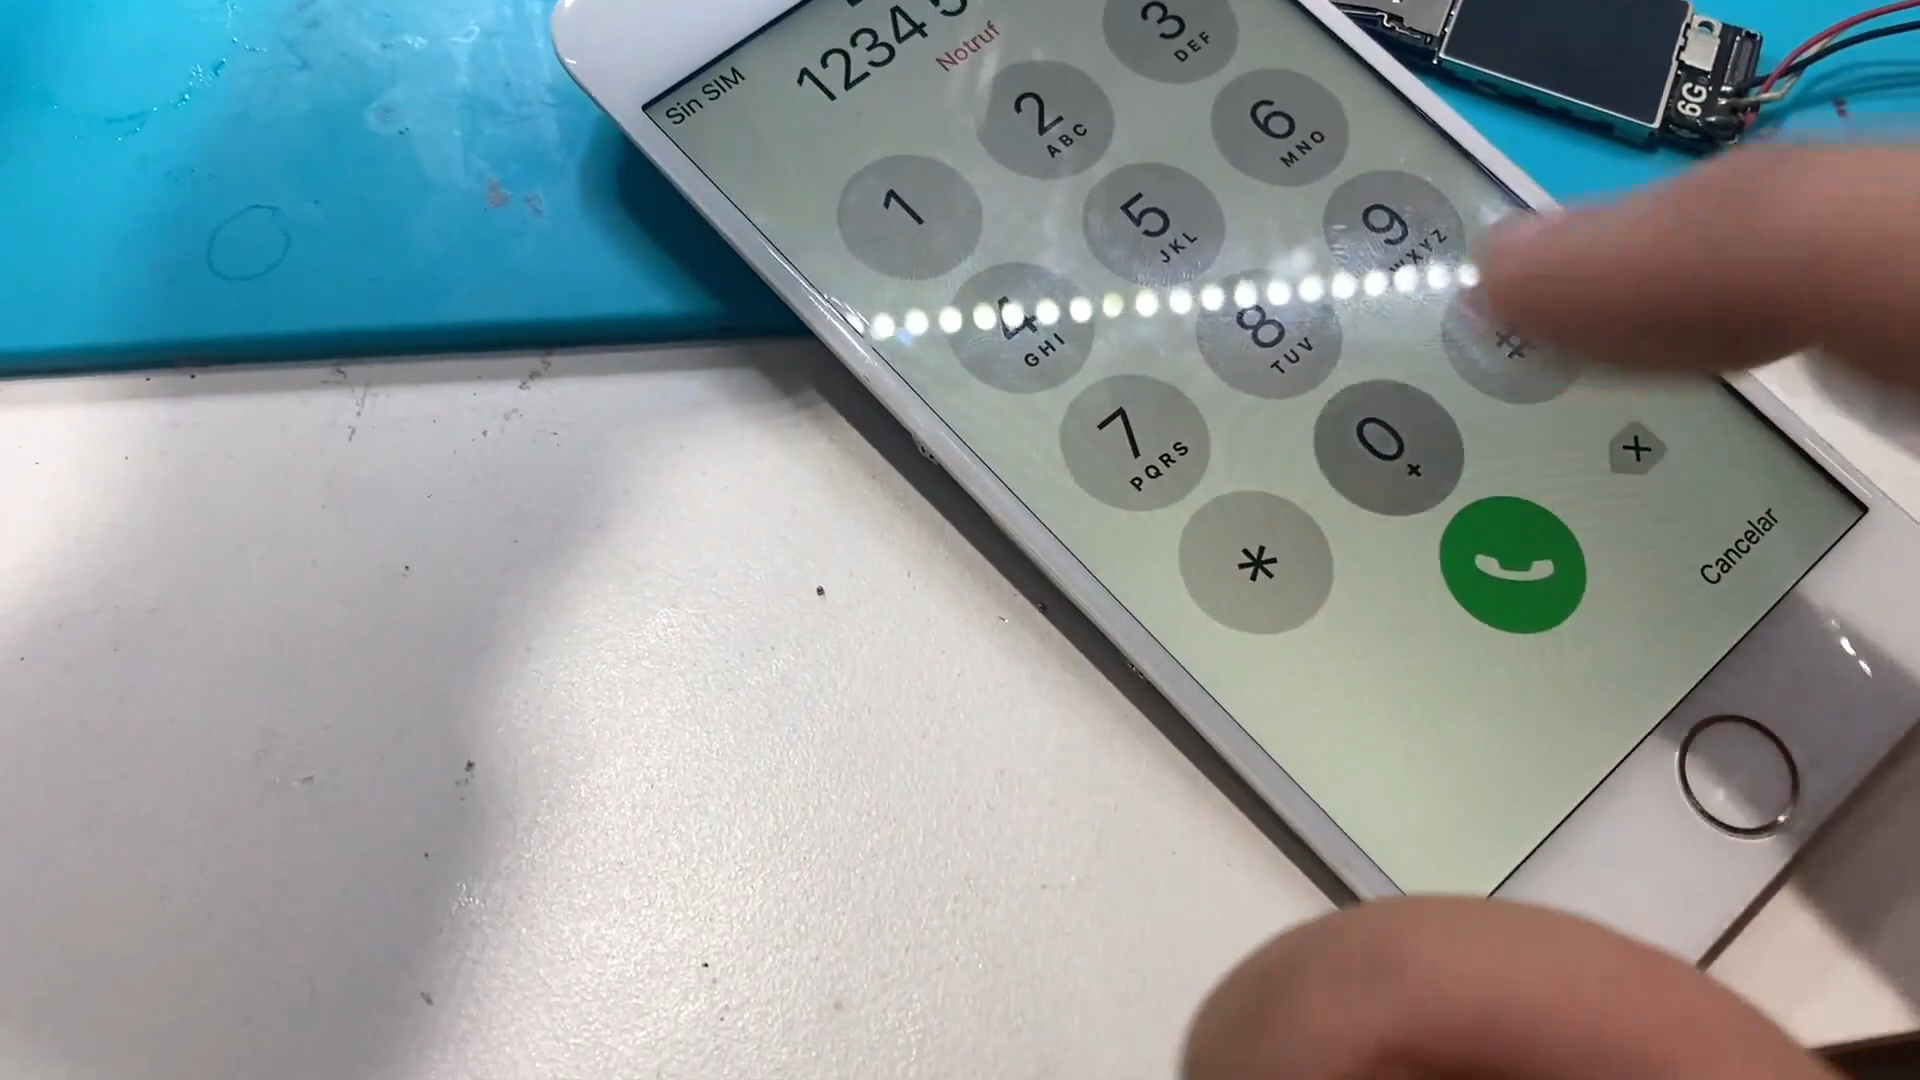 Sin SIM
12345
Notruf
1
2
ABC
3
DEF
4
GHI
5
JKL
6
MNO
7
PQRS
8
TUV
9
WXYZ
*
0
+
#
Cancelar
6G